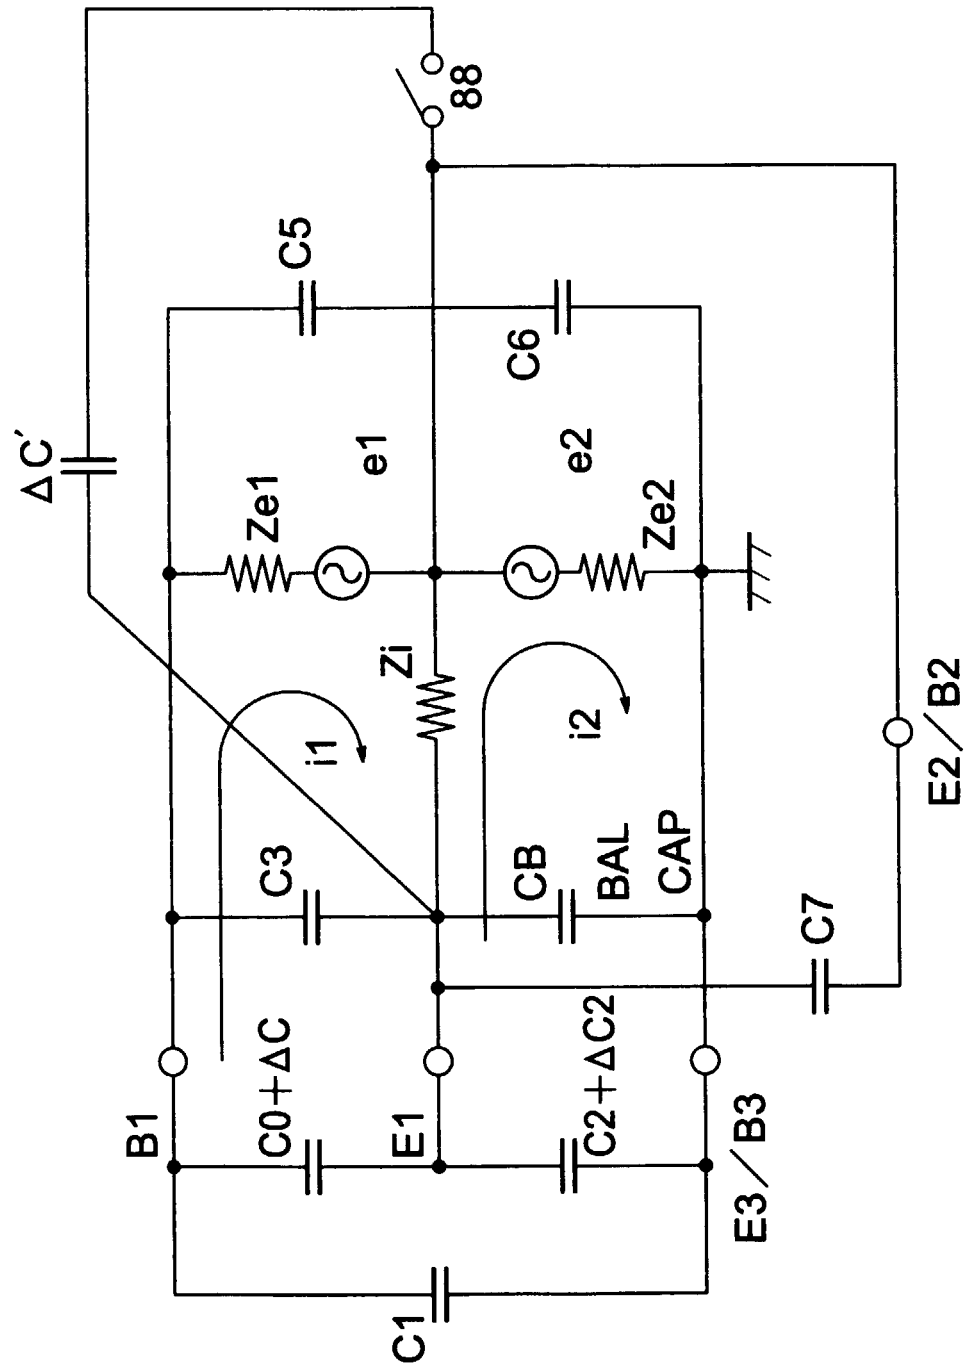 ΔC´
88
C5
C6
Ze1
e1
e2
Ze2
Zi
i1
i2
C3
CB
BAL
CAP
C7
E2/B2
B1
C0+ΔC
E1
C2+ΔC2
E3/B3
C1